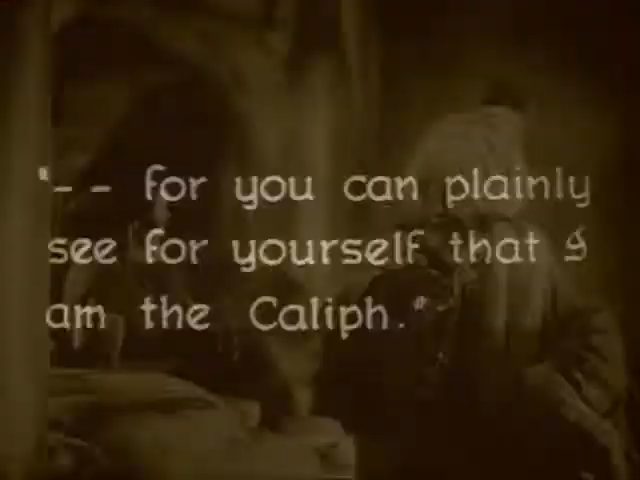 "-- for you can plainly
see for yourself that I
am the Caliph."